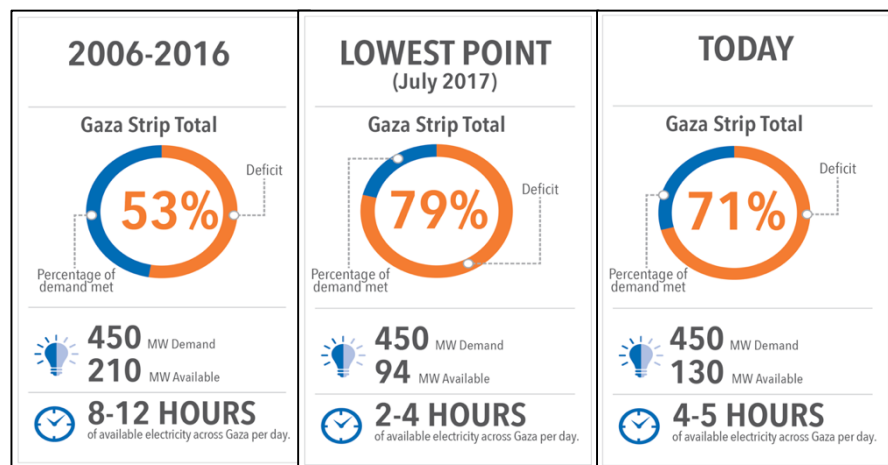 2006-2016
Gaza Strip Total
53%
Deficit
Percentage of
demand met
450 MW Demand
210 MW Available
8-12 HOURS
of available electricity across Gaza per day.
LOWEST POINT
(July 2017)
Gaza Strip Total
79%
Deficit
Percentage of
demand met
450 MW Demand
94 MW Available
2-4 HOURS
of available electricity across Gaza per day.
TODAY
Gaza Strip Total
71%
Deficit
Percentage of
demand met
450 MW Demand
130 MW Available
4-5 HOURS
of available electricity across Gaza per day.